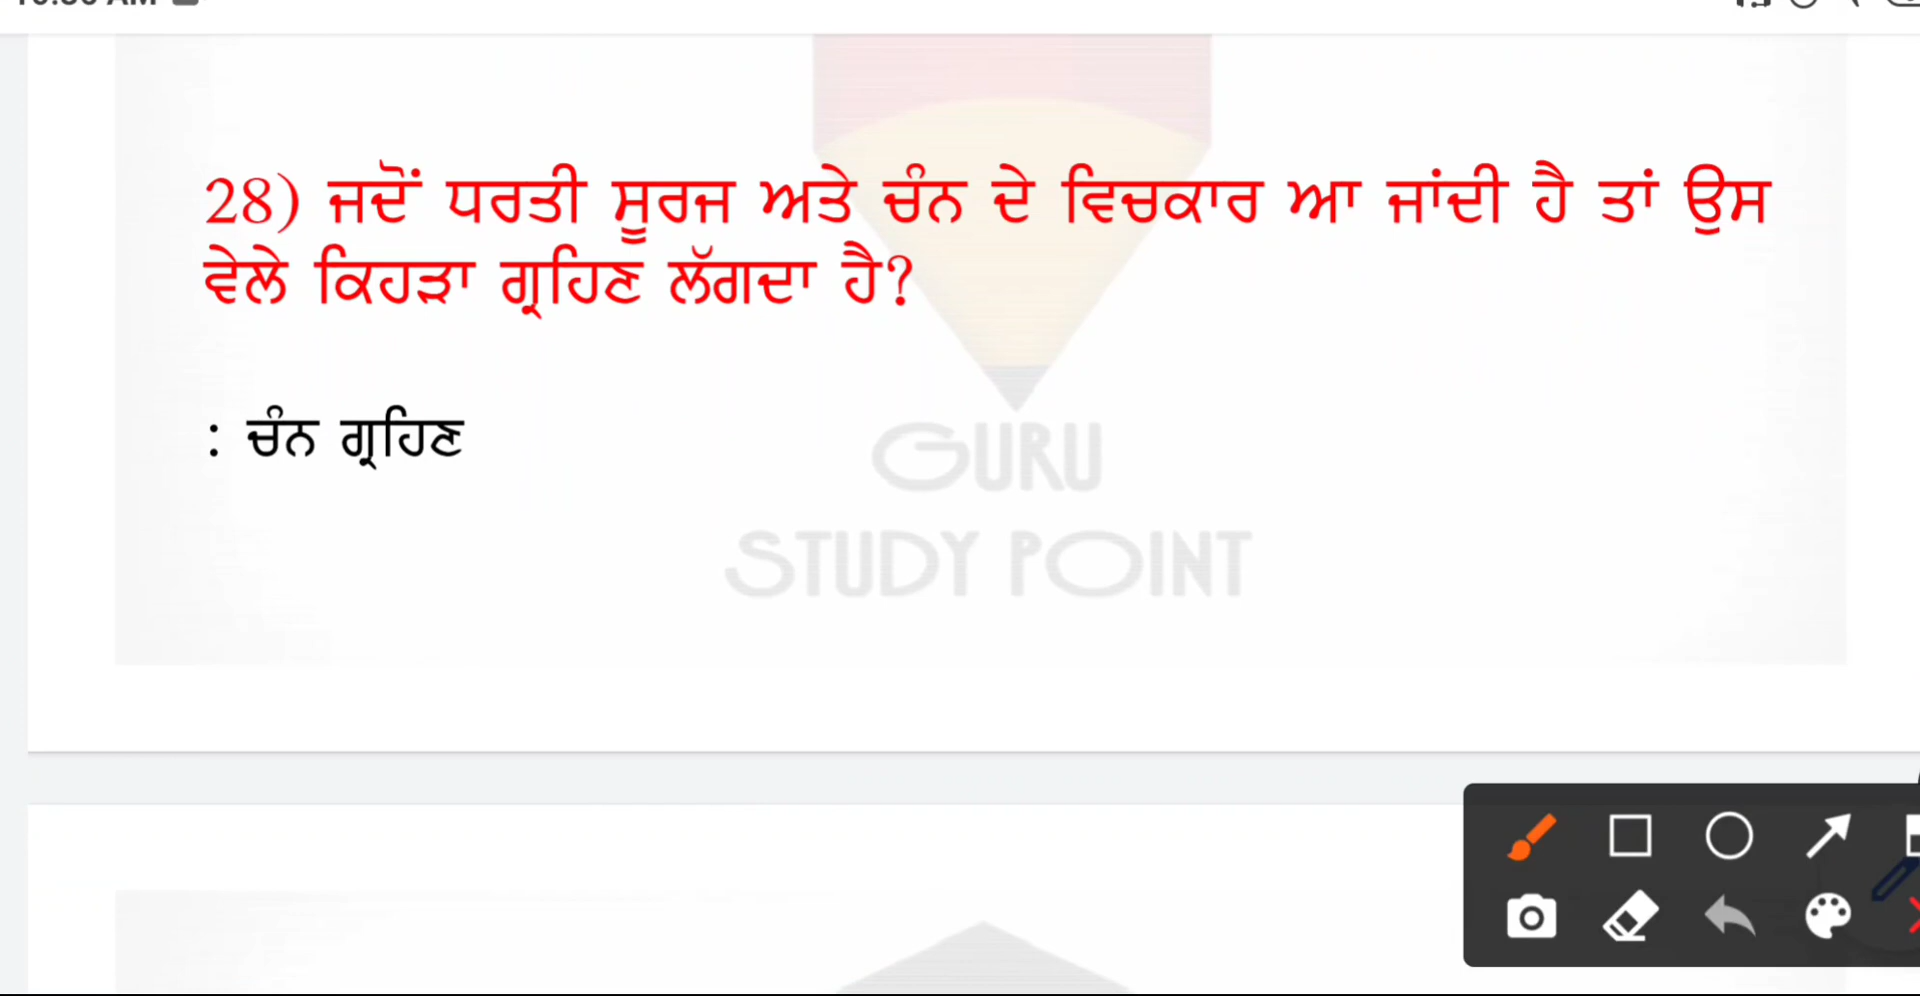 28) ਜਦੋਂ ਧਰਤੀ ਸੂਰਜ ਅਤੇ ਚੰਨ ਦੇ ਵਿਚਕਾਰ ਆ ਜਾਂਦੀ ਹੈ ਤਾਂ ਉਸ
ਵੇਲੇ ਕਿਹੜਾ ਗ੍ਰਹਿਣ ਲੱਗਦਾ ਹੈ?
: ਚੰਨ ਗ੍ਰਹਿਣ
GURU
STUDY POINT